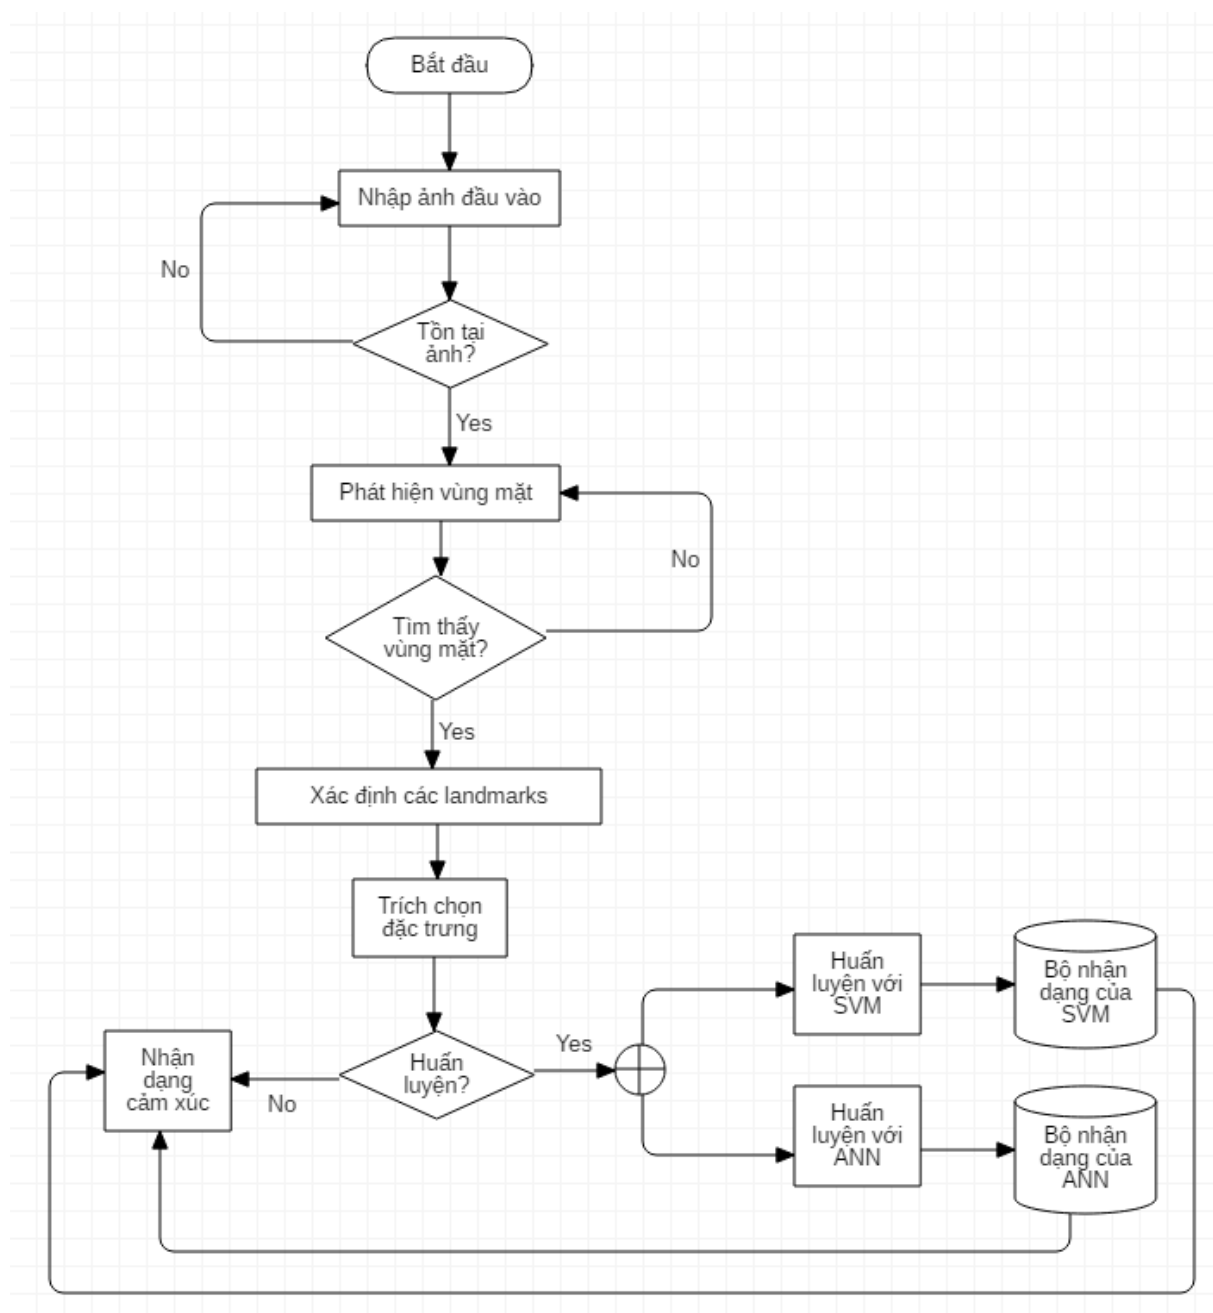 Bắt đầu
Nhập ảnh đầu vào
No
Tồn tại
ảnh?
Yes
Phát hiện vùng mặt
No
Tìm thấy
vùng mặt?
Yes
Xác định các landmarks
Trích chọn
đặc trưng
Huấn
luyện?
Yes
No
Nhận
dạng
cảm xúc
Huấn
luyện với
SVM
Bộ nhận
dạng của
SVM
Huấn
luyện với
ANN
Bộ nhận
dạng của
ANN